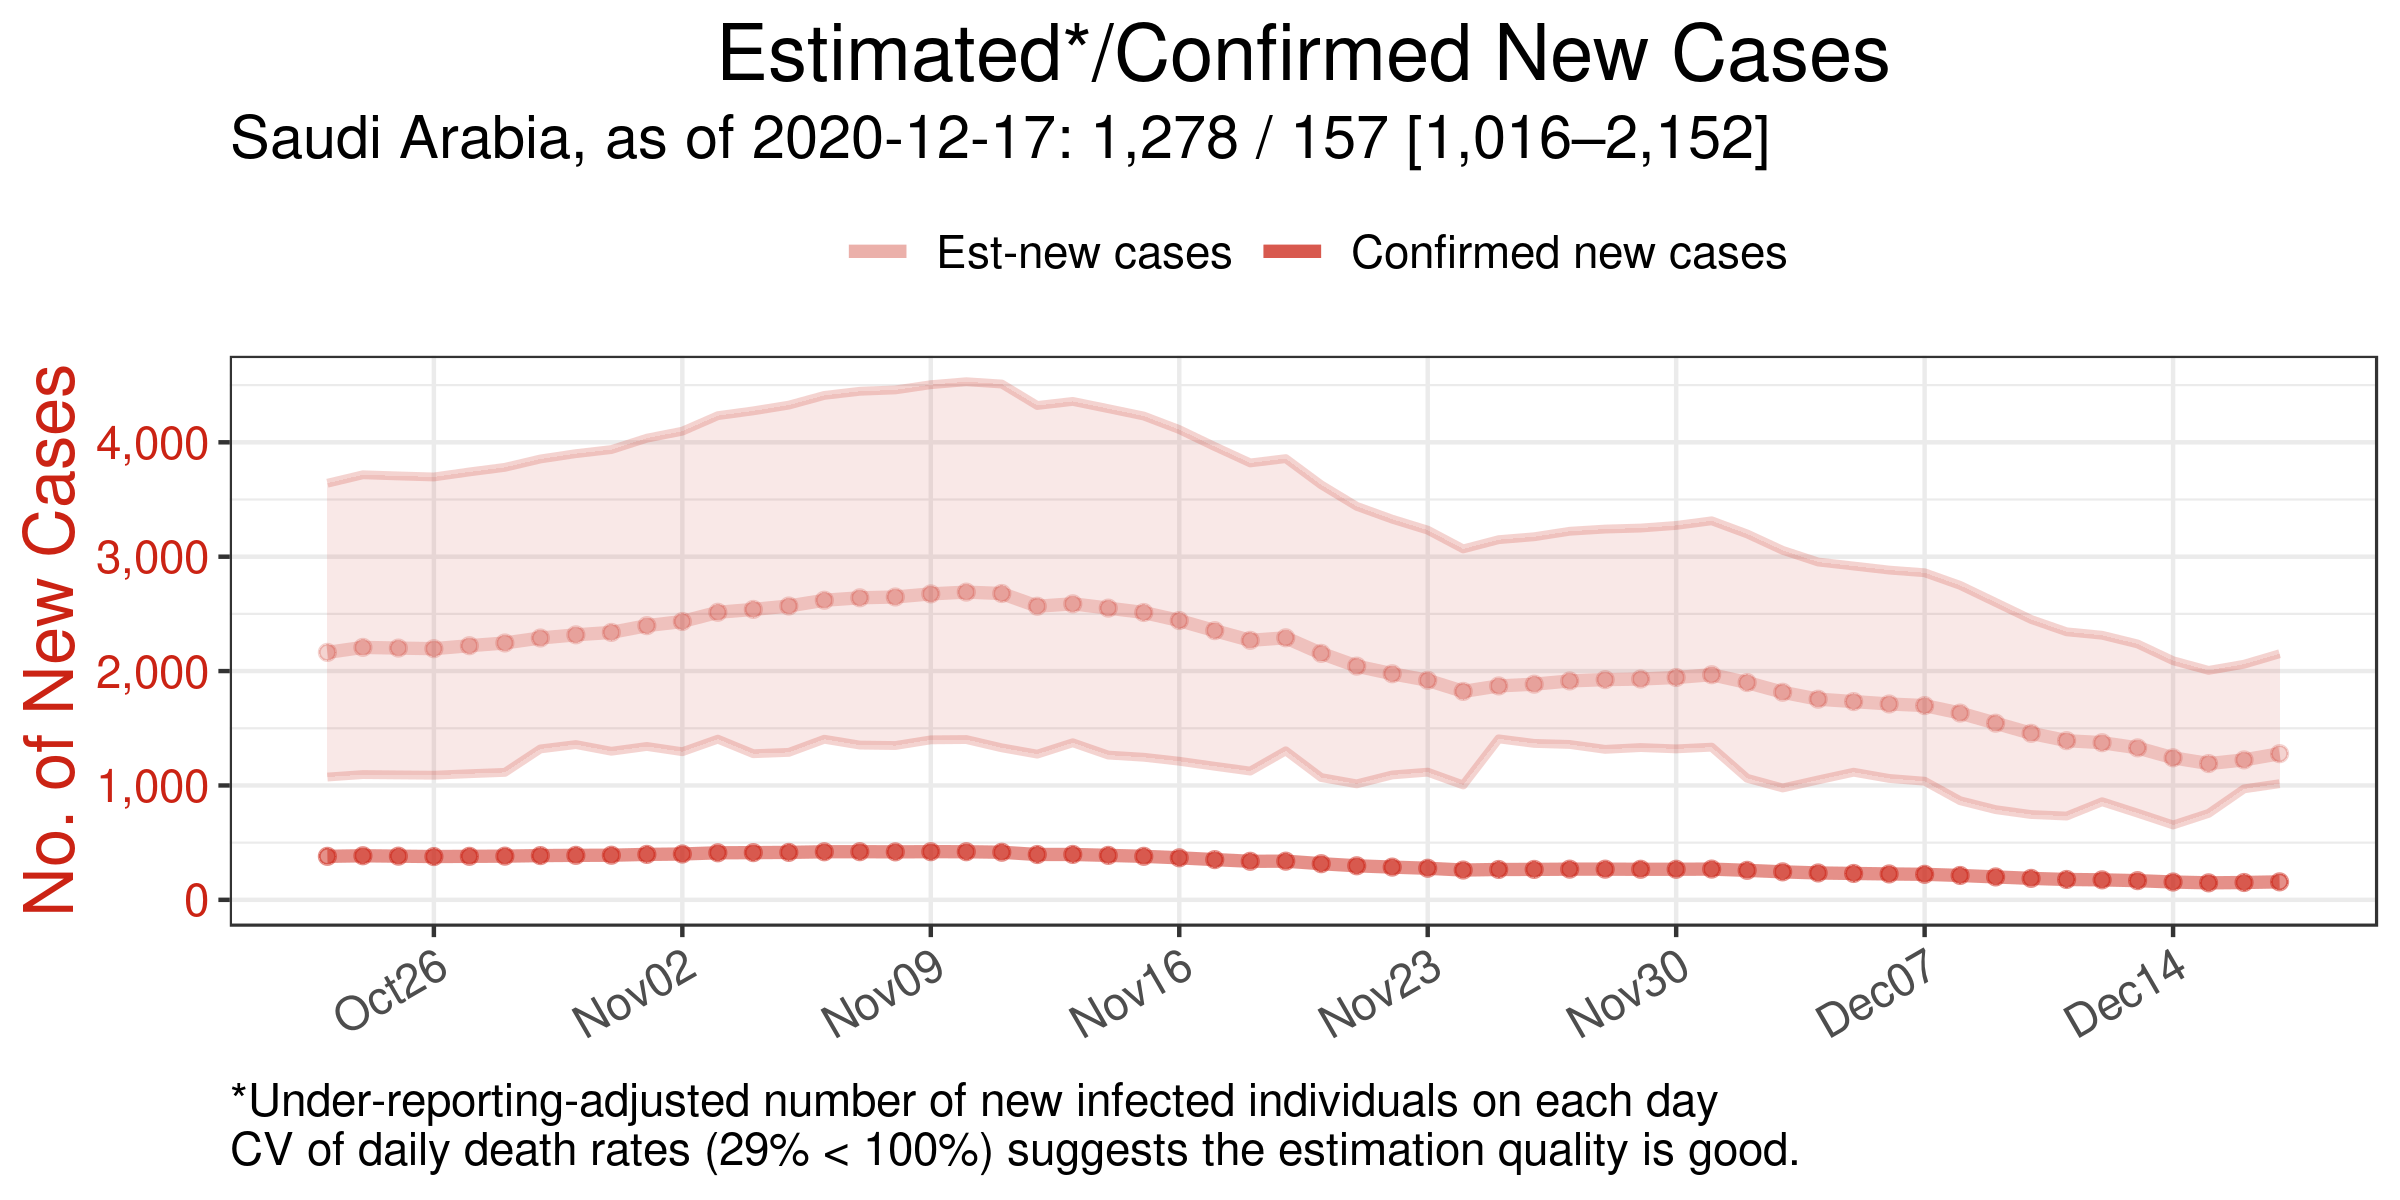 Estimated*/Confirmed New Cases
Saudi Arabia, as of 2020-12-17: 1,278 / 157 [1,016–2,152]
Est-new cases
Confirmed new cases
No. of New Cases
4,000
3,000
2,000
1,000
0
Oct26
Nov02
Nov09
Nov16
Nov23
Nov30
Dec07
Dec14
*Under-reporting-adjusted number of new infected individuals on each day
CV of daily death rates (29% < 100%) suggests the estimation quality is good.